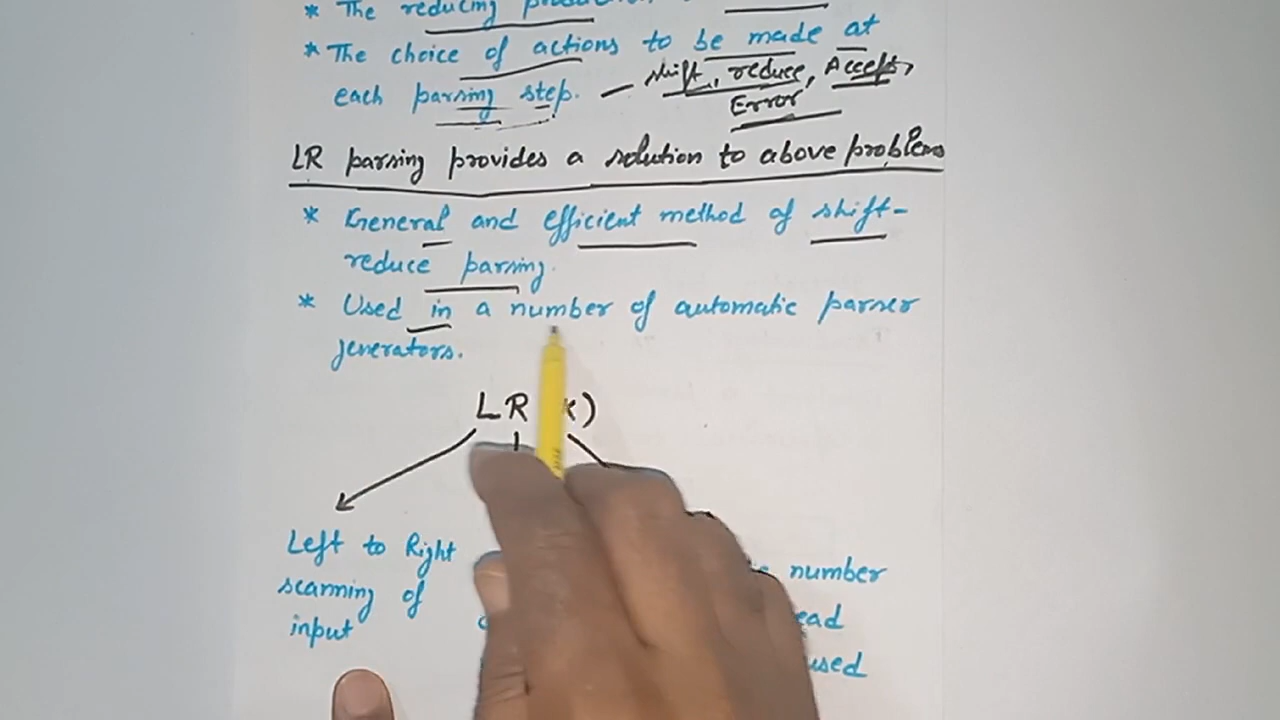 * The reducing
* The choice of actions to be made at
each parsing step. — shift, reduce, Accept,
Error
LR parsing provides a solution to above problems
* General and efficient method of shift-
reduce parsing.
* Used in a number of automatic parser
generators.
LR k)
Left to Right
scanning of
input
number
ead
used